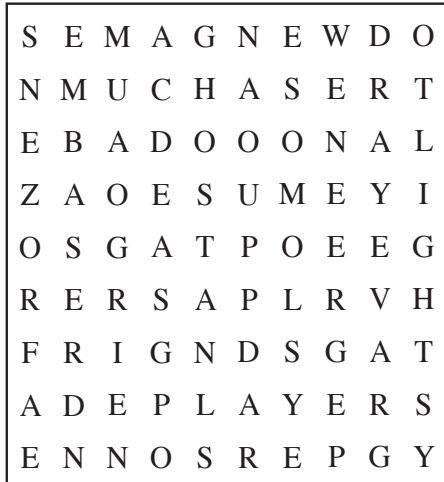 S E M A G N E W D O
N M U C H A S E R T
E B A D O O O N A L
Z A O E S U M E Y I
O S G A T P O E E G
R E R S A P L R V H
F R I G N D S G A T
A D E P L A Y E R S
E N N O S R E P G Y